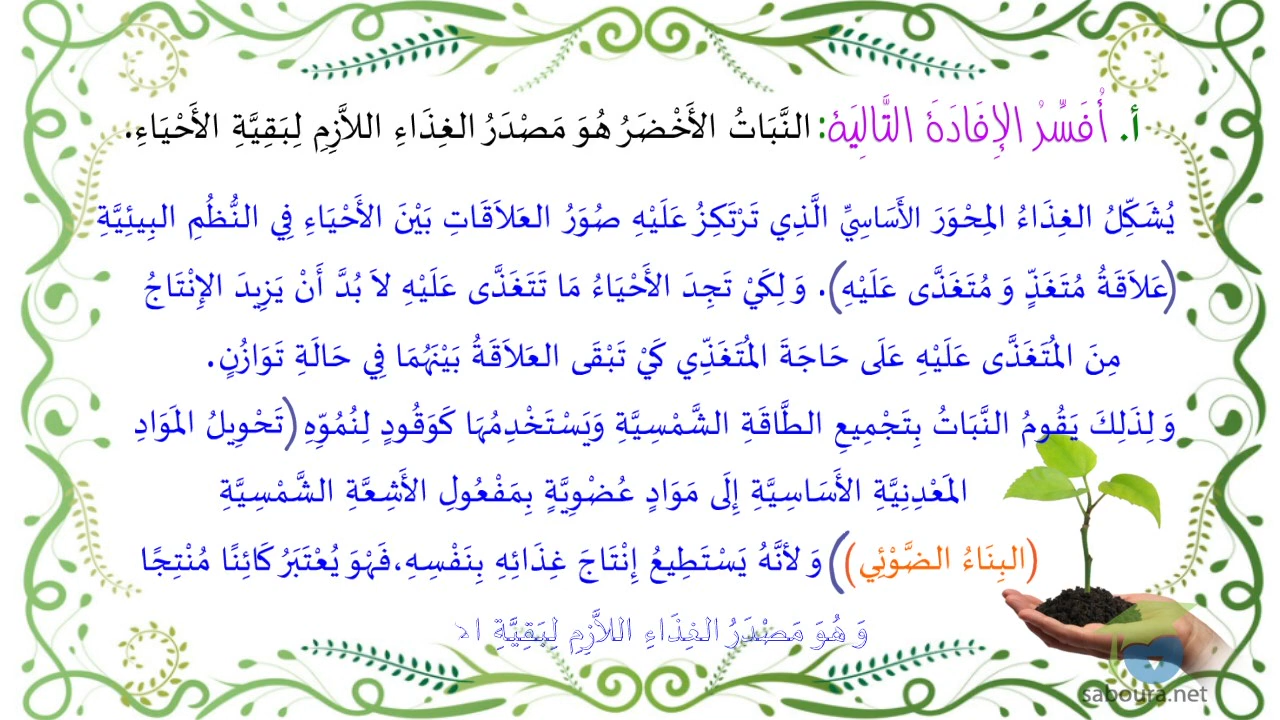 أ. أُفَسِّرُ الإِفَادَةَ التَّالِيَةَ: النَّبَاتُ الأَخْضَرُ هُوَ مَصْدَرُ الغِذَاءِ اللاَّزِمِ لِبَقِيَّةِ الأَحْيَاءِ.
يُشَكِّلُ الغِذَاءُ المِحْوَرَ الأَسَاسِيِّ الَّذِي تَرْتَكِزُ عَلَيْهِ صُوَرُ العَلاَقَاتِ بَيْنَ الأَحْيَاءِ فِي النُّظُمِ البِيئِيَّةِ
(عَلاَقَةُ مُتَغَذٍّ وَ مُتَغَذَّى عَلَيْهِ). وَ لِكَيْ تَجِدَ الأَحْيَاءُ مَا تَتَغَذَّى عَلَيْهِ لاَ بُدَّ أَنْ يَزِيدَ الإِنْتَاجُ
مِنَ المُتَغَذَّى عَلَيْهِ عَلَى حَاجَةَ المُتَغَذِّي كَيْ تَبْقَى العَلاَقَةُ بَيْنَهُمَا فِي حَالَةِ تَوَازُنٍ.
وَ لِذَلِكَ يَقُومُ النَّبَاتُ بِتَجْمِيعِ الطَّاقَةِ الشَّمْسِيَّةِ وَيَسْتَخْدِمُهَا كَوَقُودٍ لِنُمُوِّهِ (تَحْوِيلُ المَوَادِ
المَعْدِنِيَّةِ الأَسَاسِيَّةِ إِلَى مَوَادٍ عُضْوِيَّةٍ بِمَفْعُولِ الأَشِعَّةِ الشَّمْسِيَّةِ
(البِنَاءُ الضَّوْئِي)) وَ لأَنَّهُ يَسْتَطِيعُ إِنْتَاجَ غِذَائِهِ بِنَفْسِهِ،فَهْوَ يُعْتَبَرُ كَائِنًا مُنْتِجًا
وَ هُوَ مَصْدَرُ الغِذَاءِ اللاَّزِمِ لِبَقِيَّةِ
saboura.net